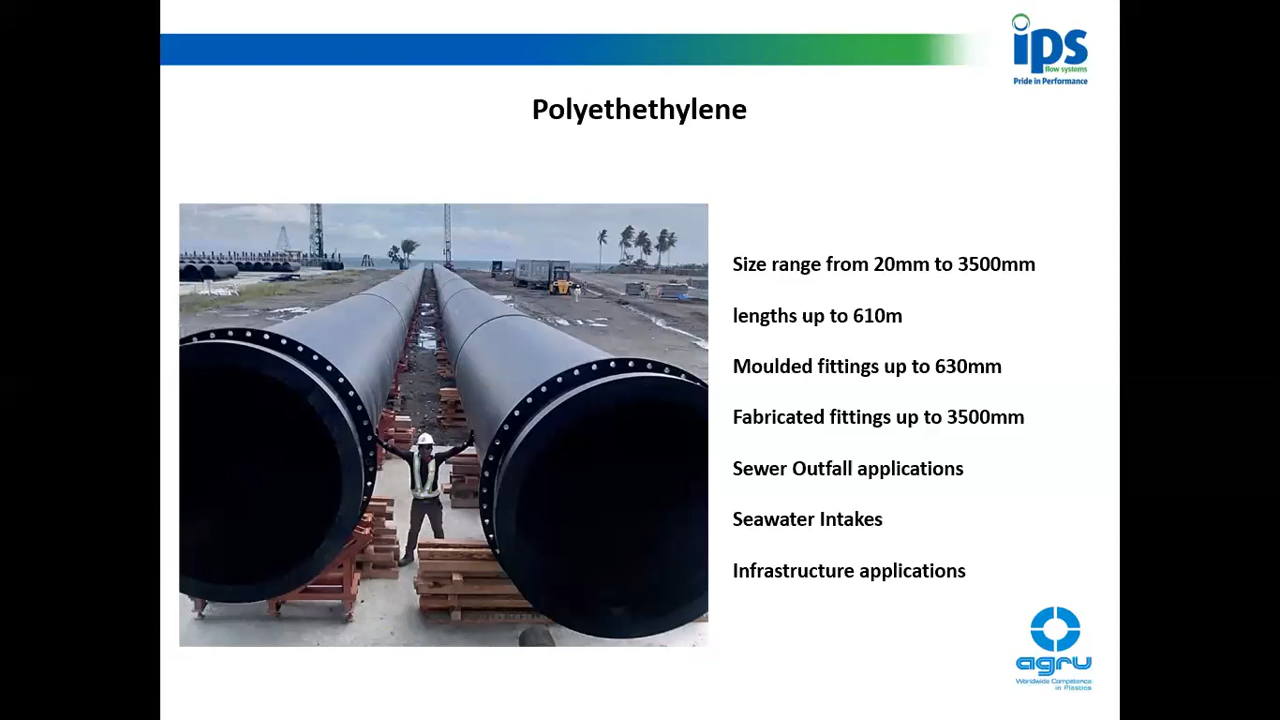 ips
flow systems
Pride in Performance
Polyethethylene
Size range from 20mm to 3500mm
lengths up to 610m
Moulded fittings up to 630mm
Fabricated fittings up to 3500mm
Sewer Outfall applications
Seawater Intakes
Infrastructure applications
agru
Worldwide Competence
in Plastics